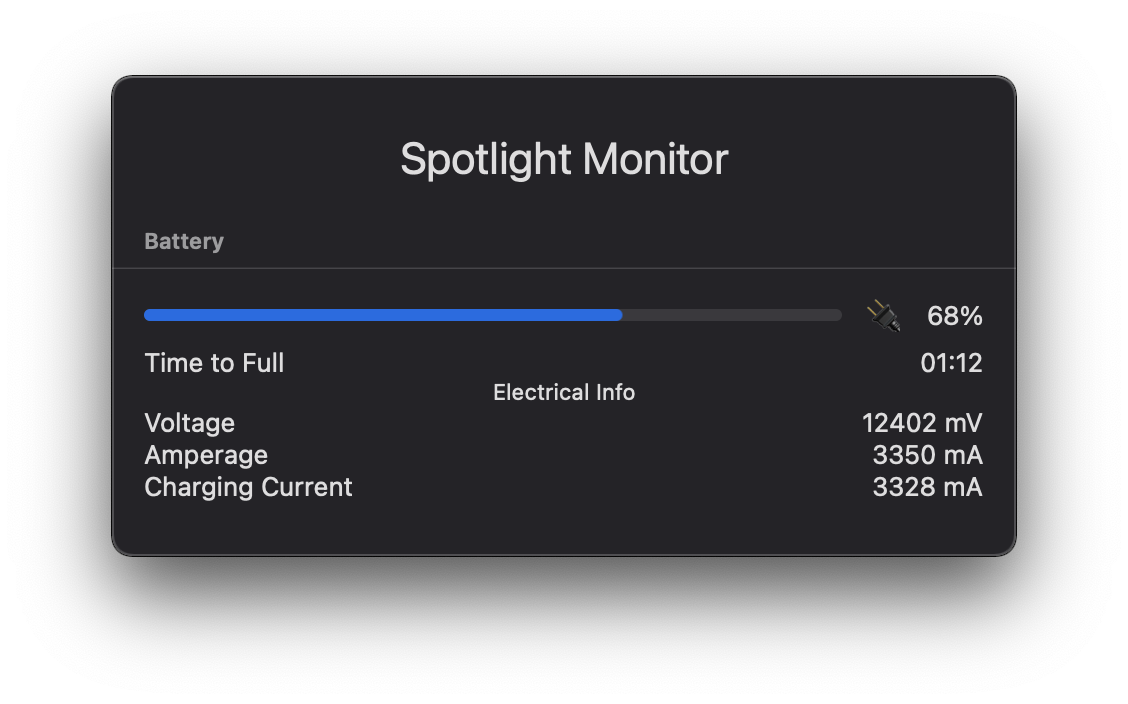 Spotlight Monitor
Battery
68%
Time to Full 01:12
Electrical Info
Voltage 12402 mV
Amperage 3350 mA
Charging Current 3328 mA